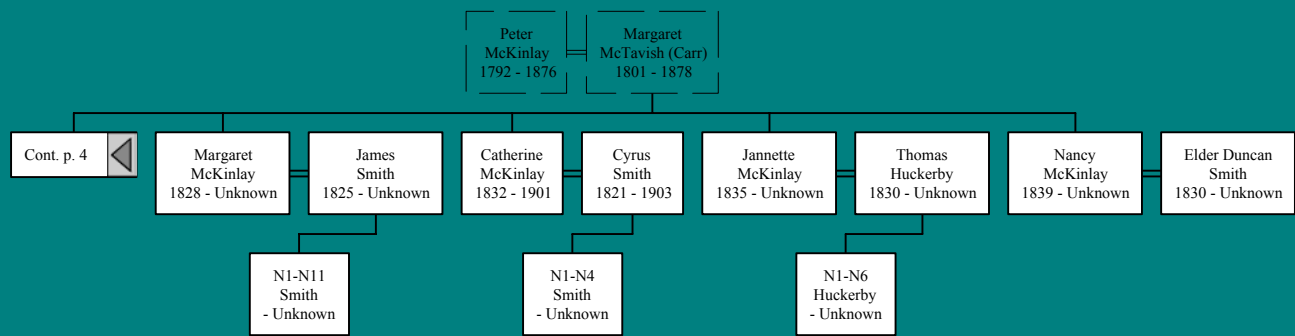 Peter
McKinlay
1792 - 1876
Margaret
McTavish (Carr)
1801 - 1878
Cont. p. 4
Margaret
McKinlay
1828 - Unknown
James
Smith
1825 - Unknown
Catherine
McKinlay
1832 - 1901
Cyrus
Smith
1821 - 1903
Jannette
McKinlay
1835 - Unknown
Thomas
Huckerby
1830 - Unknown
Nancy
McKinlay
1839 - Unknown
Elder Duncan
Smith
1830 - Unknown
N1-N11
Smith
- Unknown
N1-N4
Smith
- Unknown
N1-N6
Huckerby
- Unknown